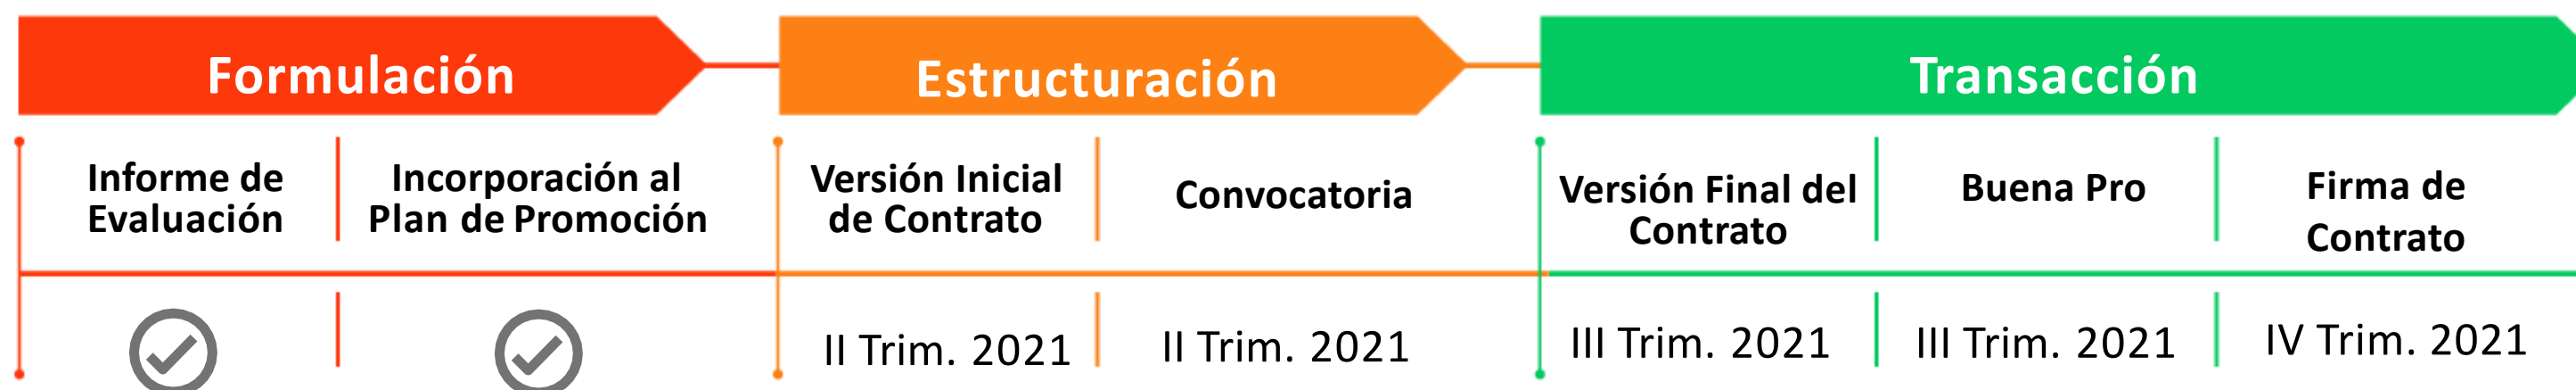 Formulación
Estructuración
Transacción
Informe de
Evaluación
Incorporación al
Plan de Promoción
Versión Inicial
de Contrato
Convocatoria
Versión Final del
Contrato
Buena Pro
Firma de
Contrato
II Trim. 2021
II Trim. 2021
III Trim. 2021
III Trim. 2021
IV Trim. 2021